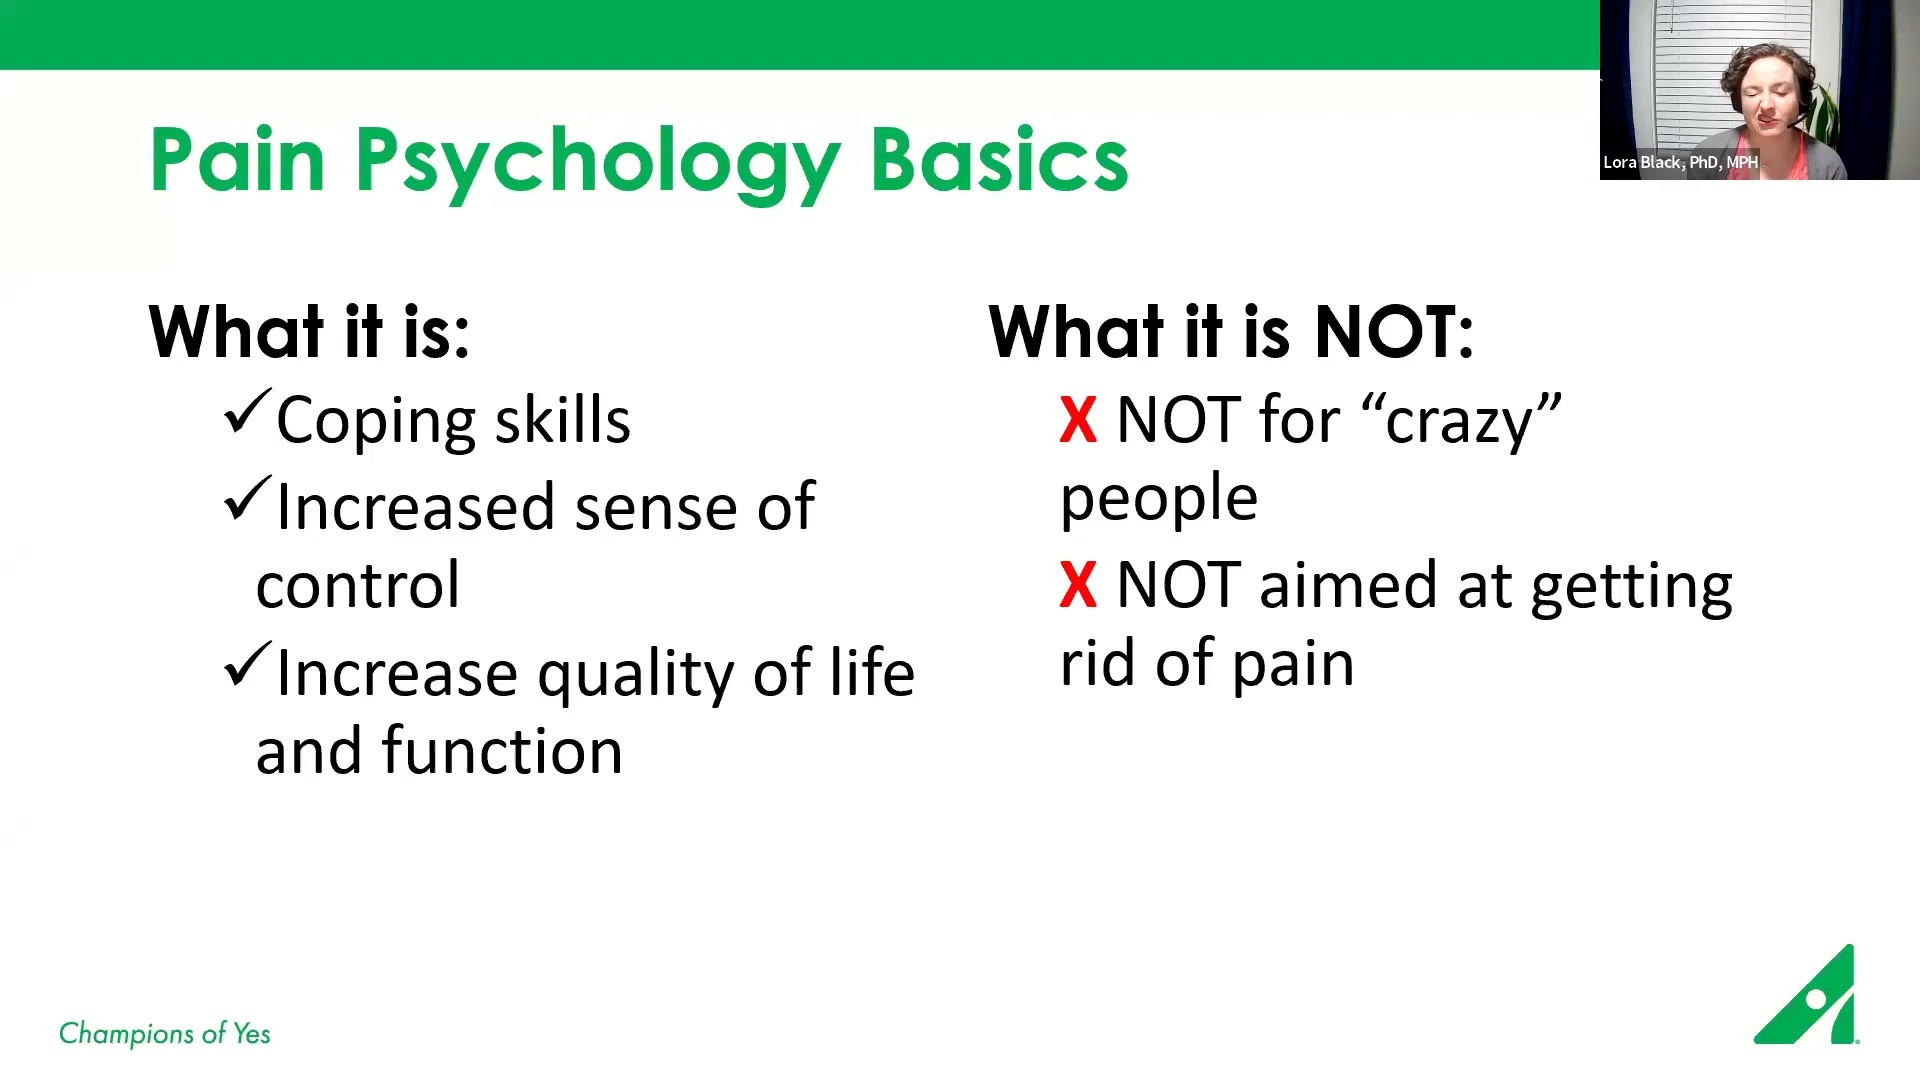 Pain Psychology Basics
Lora Black, PhD, MPH
What it is:
✓Coping skills
✓Increased sense of
control
✓Increase quality of life
and function
What it is NOT:
X NOT for “crazy”
people
X NOT aimed at getting
rid of pain
Champions of Yes